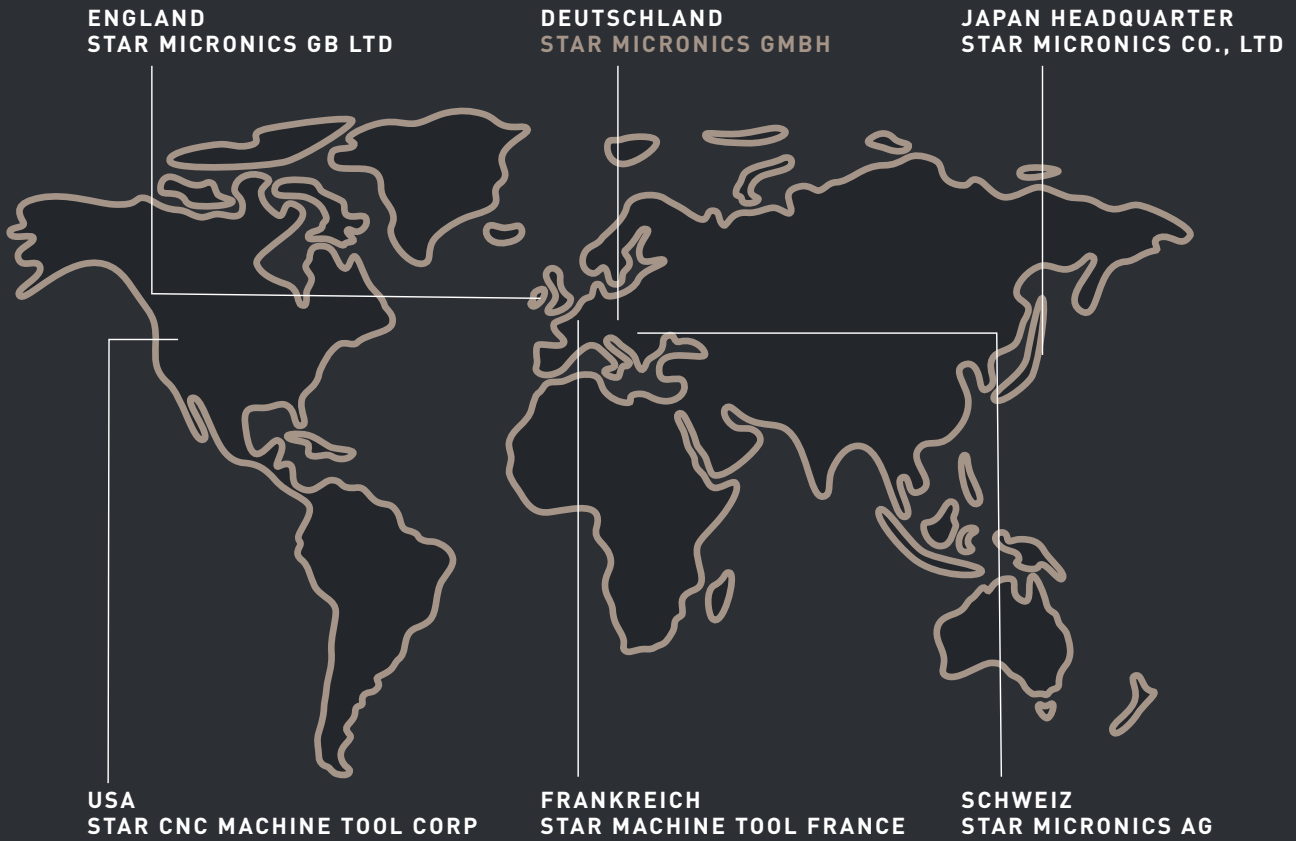 ENGLAND
STAR MICRONICS GB LTD
DEUTSCHLAND
STAR MICRONICS GMBH
JAPAN HEADQUARTER
STAR MICRONICS CO., LTD
USA
STAR CNC MACHINE TOOL CORP
FRANKREICH
STAR MACHINE TOOL FRANCE
SCHWEIZ
STAR MICRONICS AG